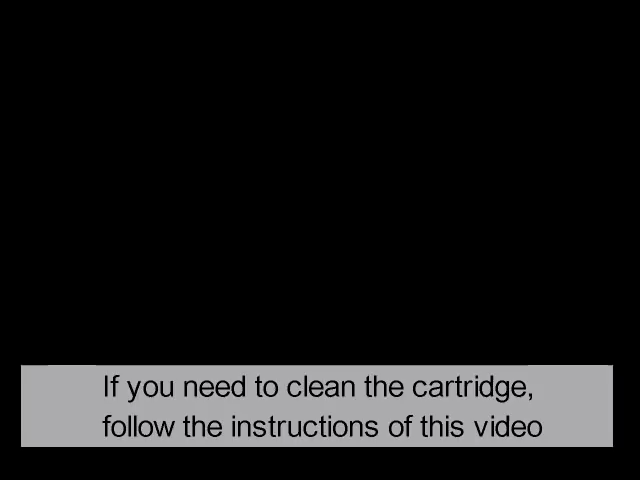 If you need to clean the cartridge,
follow the instructions of this video